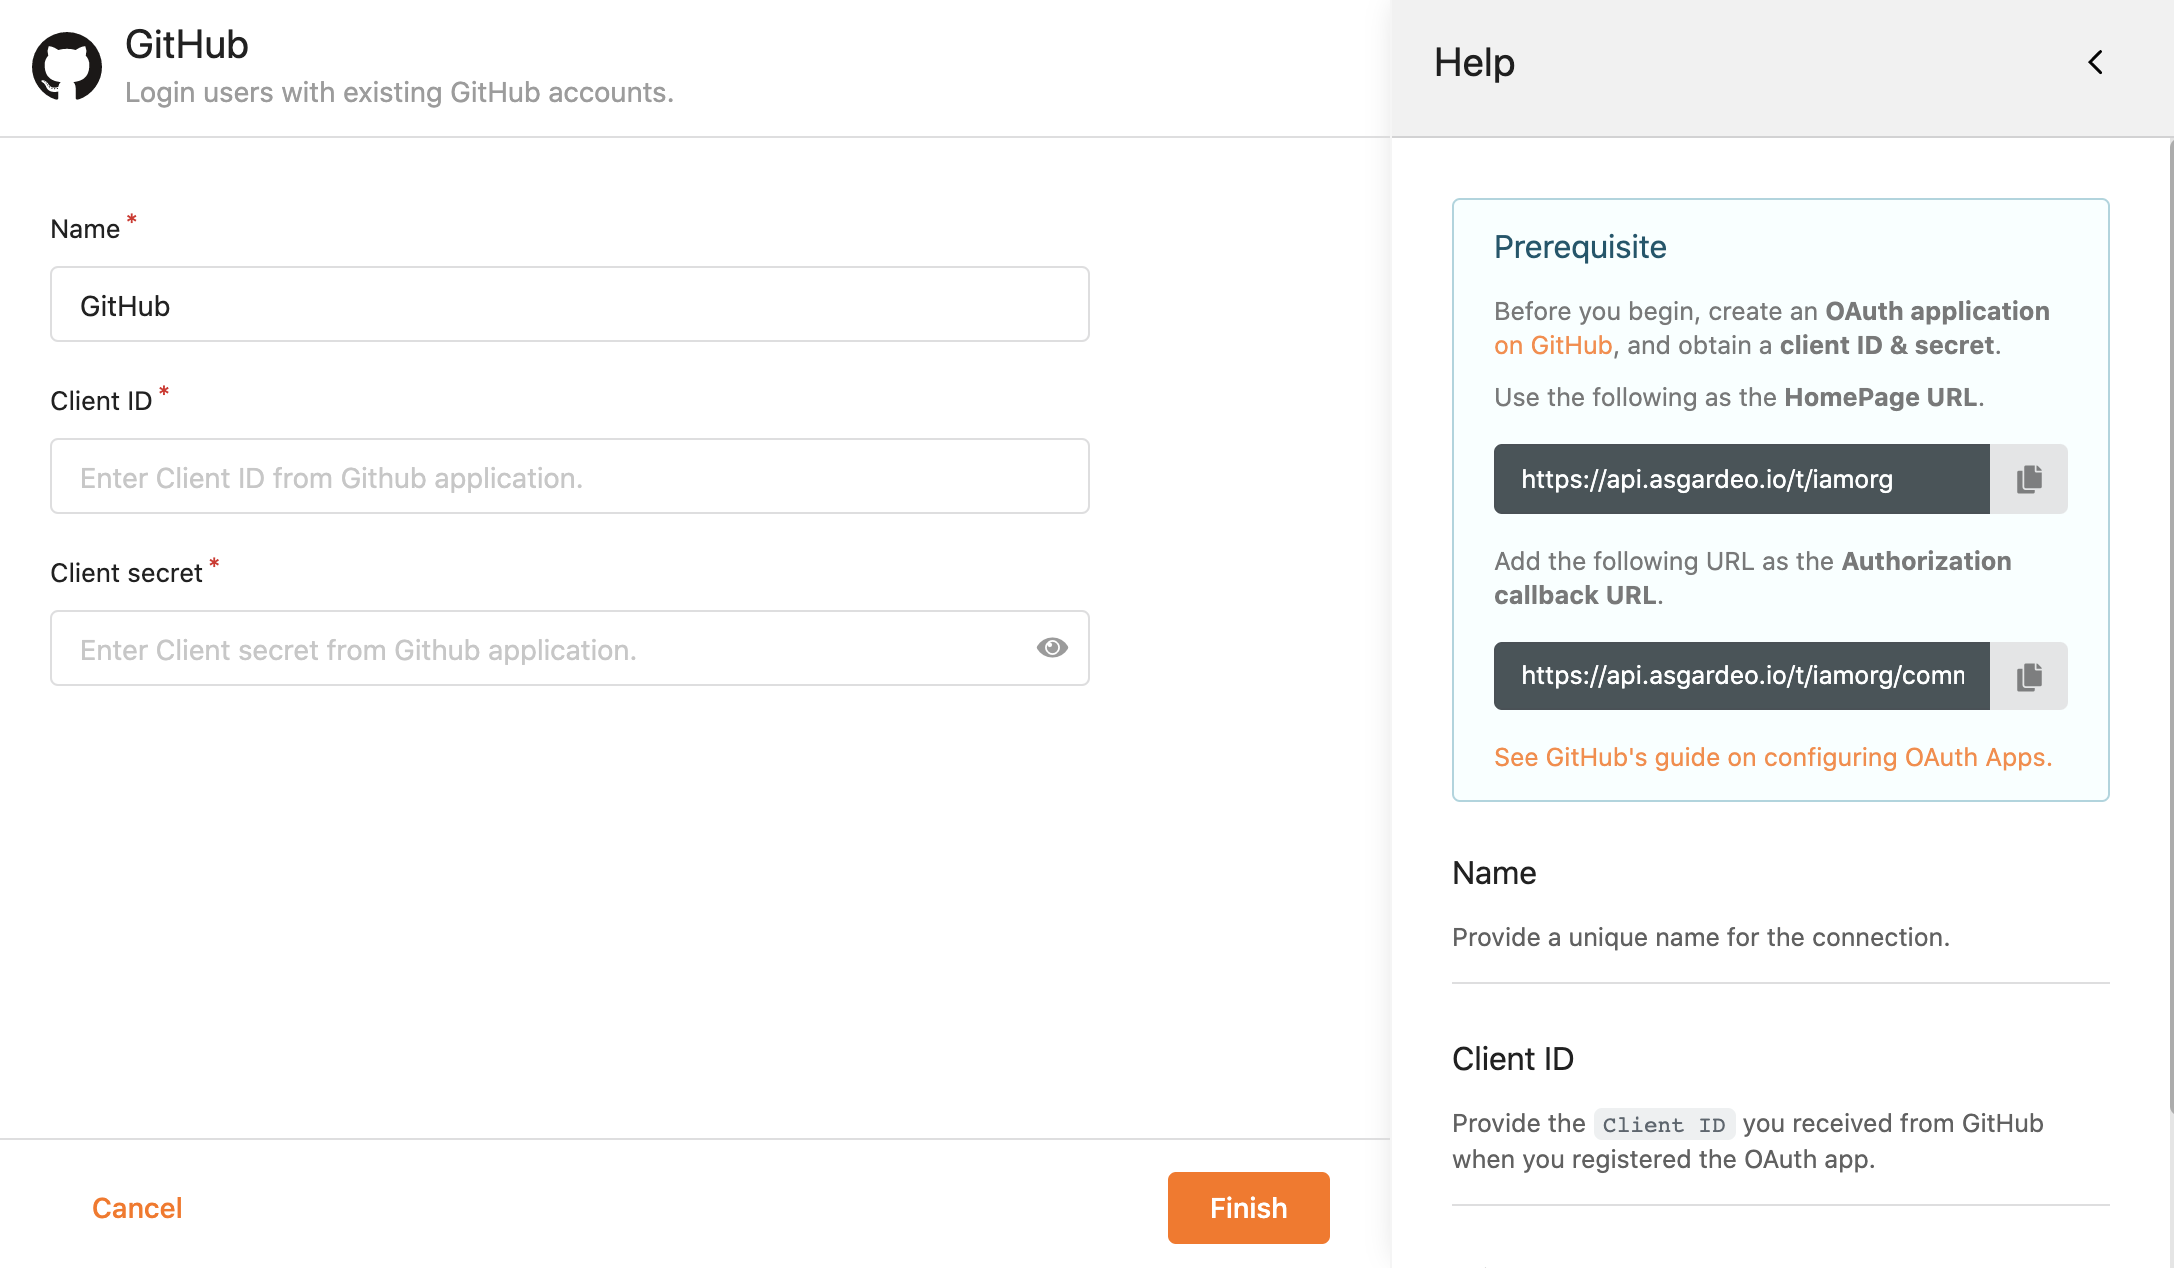 GitHub
Login users with existing GitHub accounts.
Name *
GitHub
Client ID *
Enter Client ID from Github application.
Client secret *
Enter Client secret from Github application.
Cancel
Finish
Help
Prerequisite
Before you begin, create an OAuth application
on GitHub, and obtain a client ID & secret.
Use the following as the HomePage URL.
https://api.asgardeo.io/t/iamorg
Add the following URL as the Authorization
callback URL.
https://api.asgardeo.io/t/iamorg/comm
See GitHub's guide on configuring OAuth Apps.
Name
Provide a unique name for the connection.
Client ID
Provide the Client ID you received from GitHub
when you registered the OAuth app.